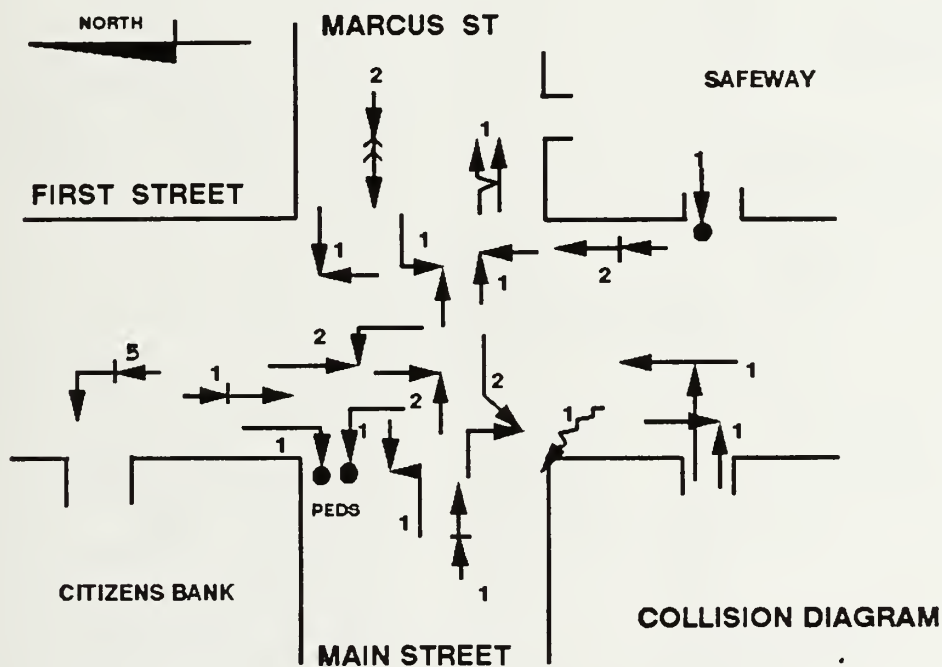 NORTH
MARCUS ST
SAFEWAY
2
1
1
FIRST STREET
1
1
1
2
2
5
1
2
1
2
1
1
1
1
1
PEDS
1
1
CITIZENS BANK
COLLISION DIAGRAM
MAIN STREET